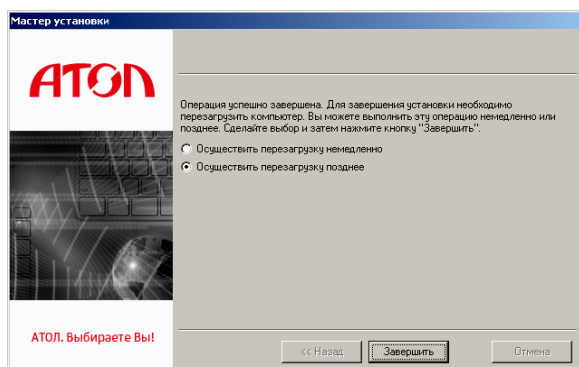 Мастер установки
АТОЛ
Операция успешно завершена. Для завершения установки необходимо
перезагрузить компьютер. Вы можете выполнить эту операцию немедленно или
позднее. Сделайте выбор и затем нажмите кнопку "Завершить".
Осуществить перезагрузку немедленно
Осуществить перезагрузку позднее
АТОЛ. Выбираете Вы!
<< Назад
Завершить
Отмена